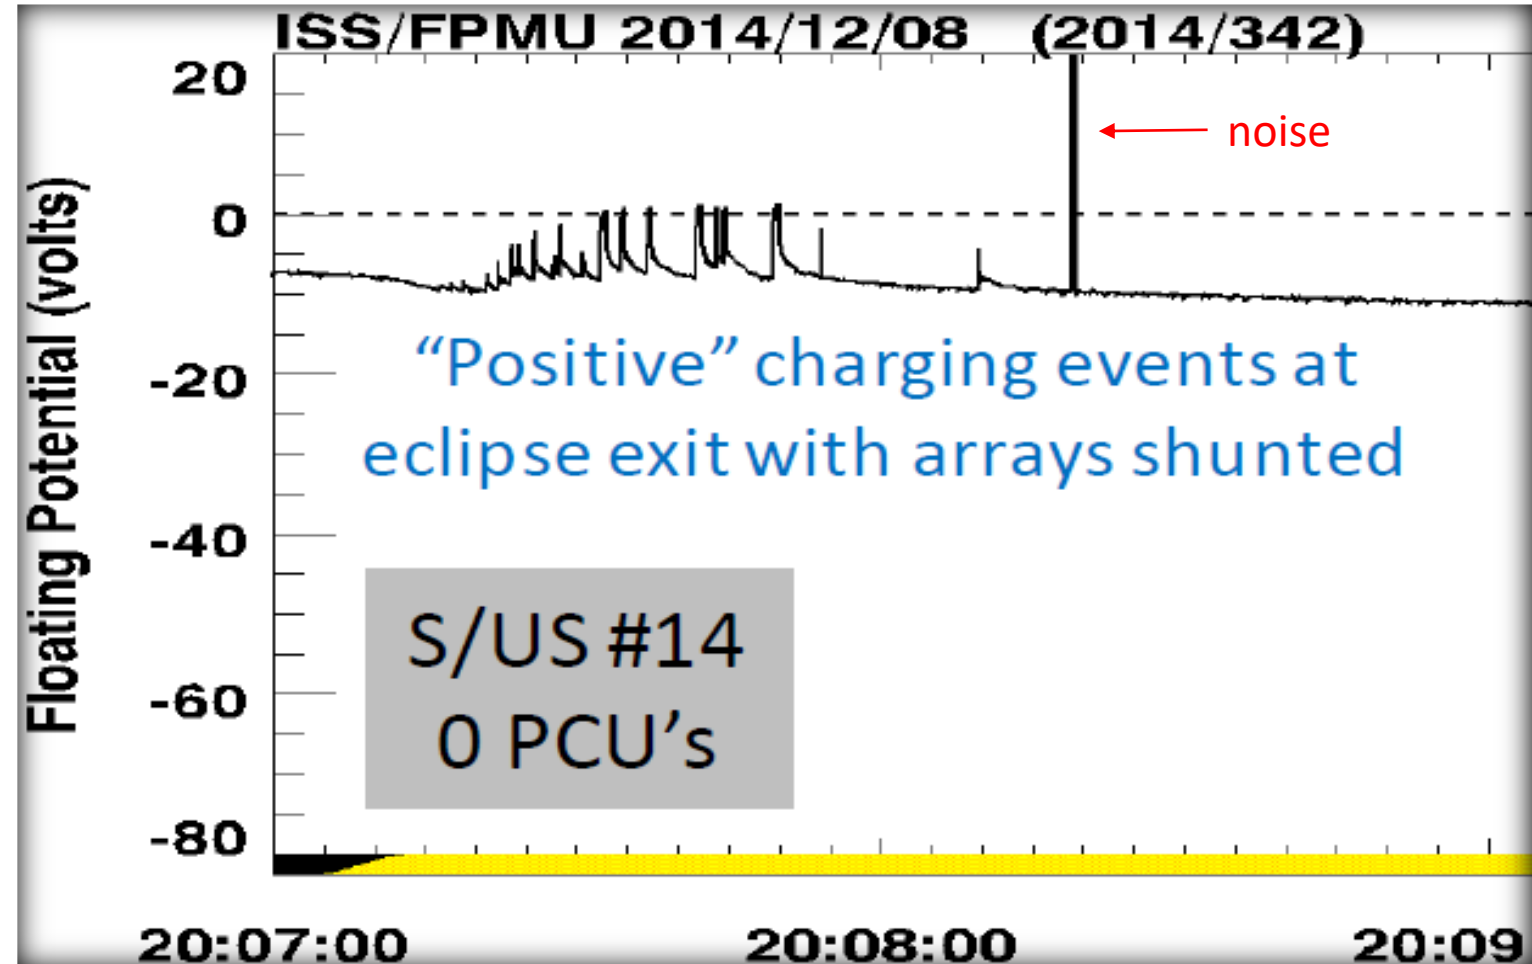 ISS/FPMU 2014/12/08 (2014/342)
20
noise
0
Floating Potential (volts)
“Positive” charging events at
eclipse exit with arrays shunted
-20
-40
S/US #14
0 PCU’s
-60
-80
20:07:00 20:08:00 20:09